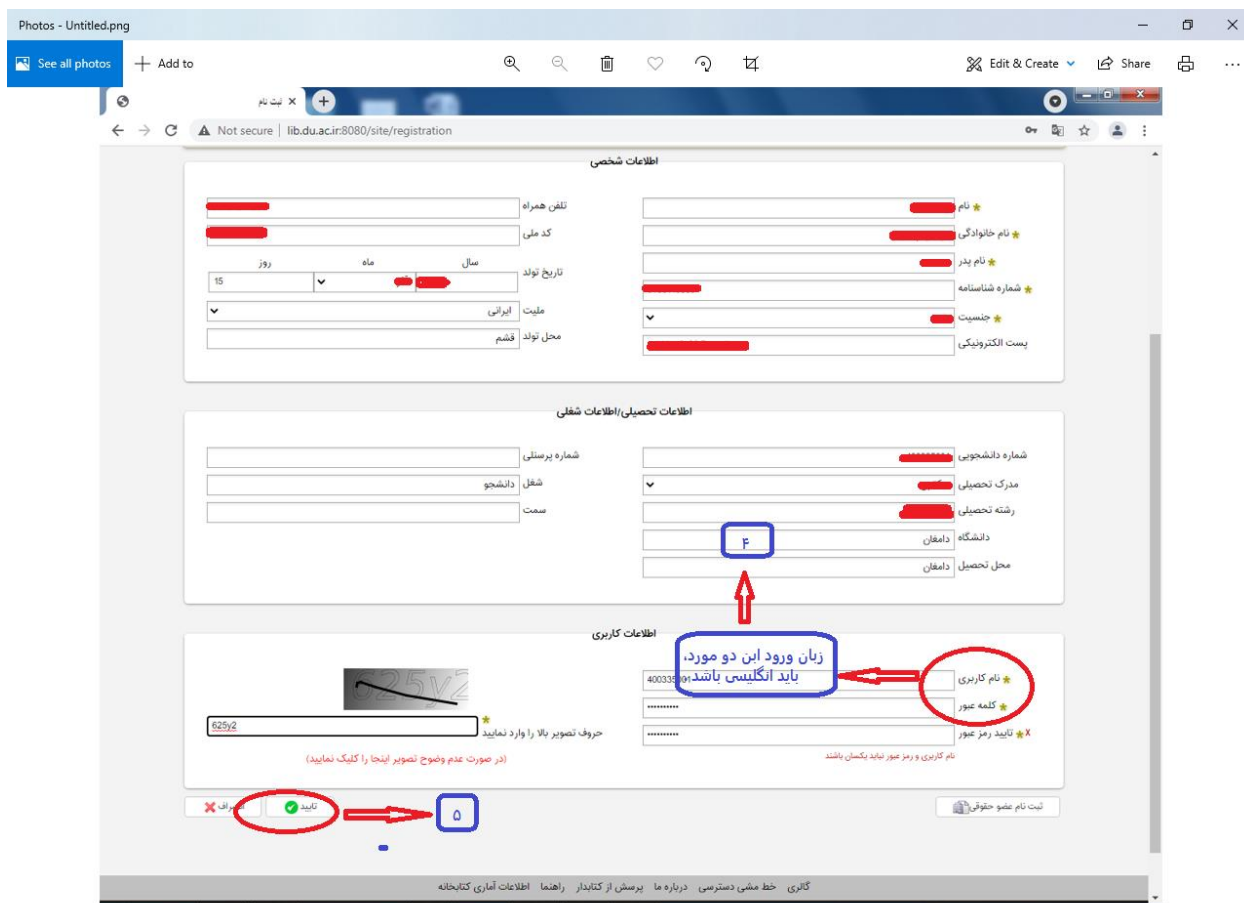 Photos - Untitled.png
See all photos
Add to
Edit & Create
Share
ثبت نام
Not secure | lib.du.ac.ir:8080/site/registration
اطلاعات شخصی
نام
تلفن همراه
نام خانوادگی
کد ملی
نام پدر
سال ماه روز
تاریخ تولد
15
شماره شناسنامه
جنسیت
ملیت ایرانی
پست الکترونیکی
محل تولد قشم
اطلاعات تحصیلی/اطلاعات شغلی
شماره دانشجویی
شماره پرسنلی
مدرک تحصیلی
شغل دانشجو
رشته تحصیلی
سمت
دانشگاه دامغان
۴
محل تحصیل دامغان
اطلاعات کاربری
زبان ورود این دو مورد،
باید انگلیسی باشد.
نام کاربری
کلمه عبور
X تایید رمز عبور
نام کاربری و رمز عبور نباید یکسان باشند
625y2
حروف تصویر بالا را وارد نمایید
625y2
(در صورت عدم وضوح تصویر اینجا را کلیک نمایید)
ثبت نام عضو حقوقی
تایید
۵
گالری خط مشی دسترسی درباره ما پرسش از کتابدار راهنما اطلاعات آماری کتابخانه